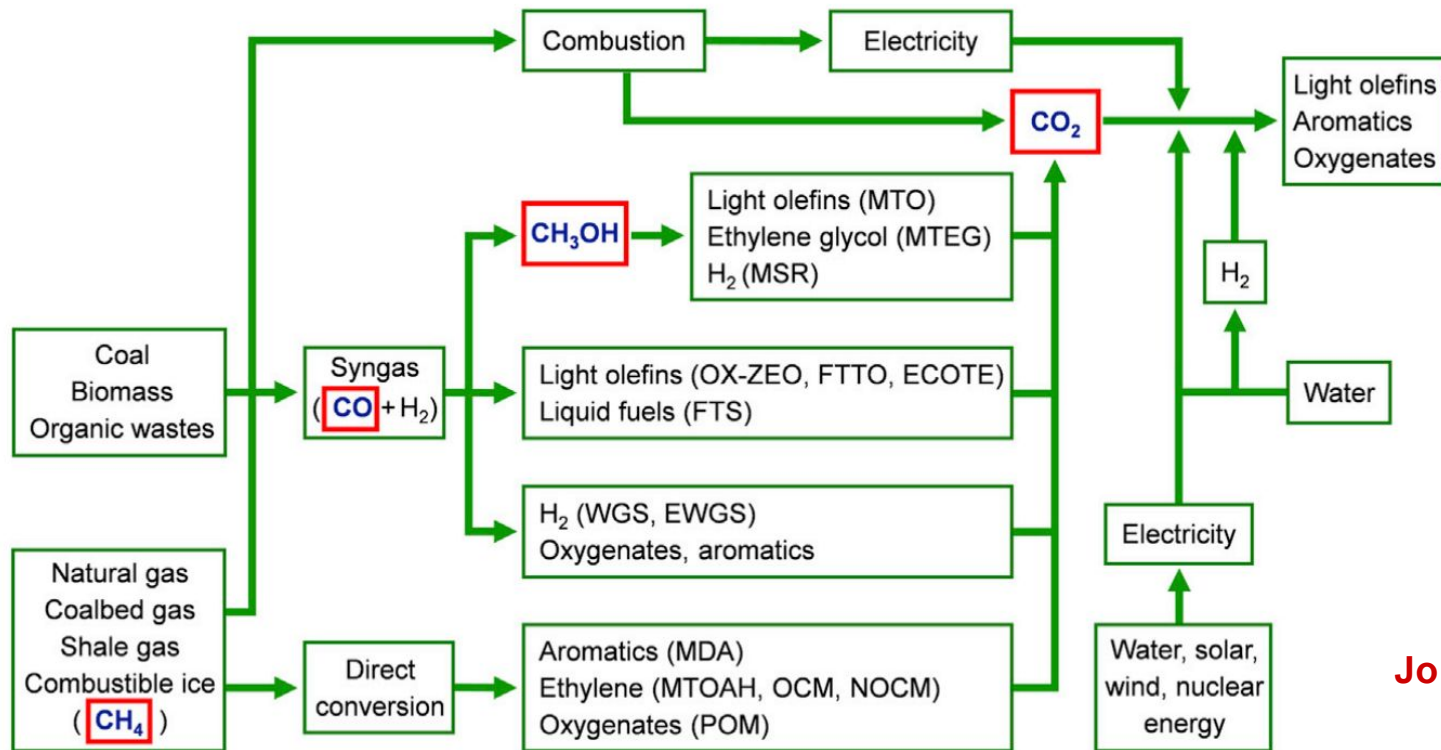 Combustion
Electricity
Light olefins
Aromatics
Oxygenates
CO₂
CH₃OH
Light olefins (MTO)
Ethylene glycol (MTEG)
H₂ (MSR)
H₂
Coal
Biomass
Organic wastes
Syngas
( CO + H₂)
Light olefins (OX-ZEO, FTTO, ECOTE)
Liquid fuels (FTS)
Water
H₂ (WGS, EWGS)
Oxygenates, aromatics
Electricity
Natural gas
Coalbed gas
Shale gas
Combustible ice
( CH₄ )
Direct
conversion
Aromatics (MDA)
Ethylene (MTOAH, OCM, NOCM)
Oxygenates (POM)
Water, solar,
wind, nuclear
energy
Jo